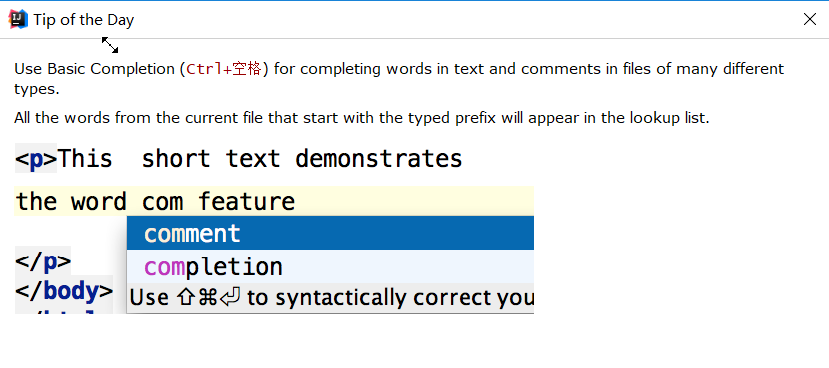 Tip of the Day
Use Basic Completion (Ctrl+空格) for completing words in text and comments in files of many different
types.
All the words from the current file that start with the typed prefix will appear in the lookup list.
<p>This  short text demonstrates
the word com feature
comment
completion
</p>
</body>
Use ⇧⌘⏎ to syntactically correct you